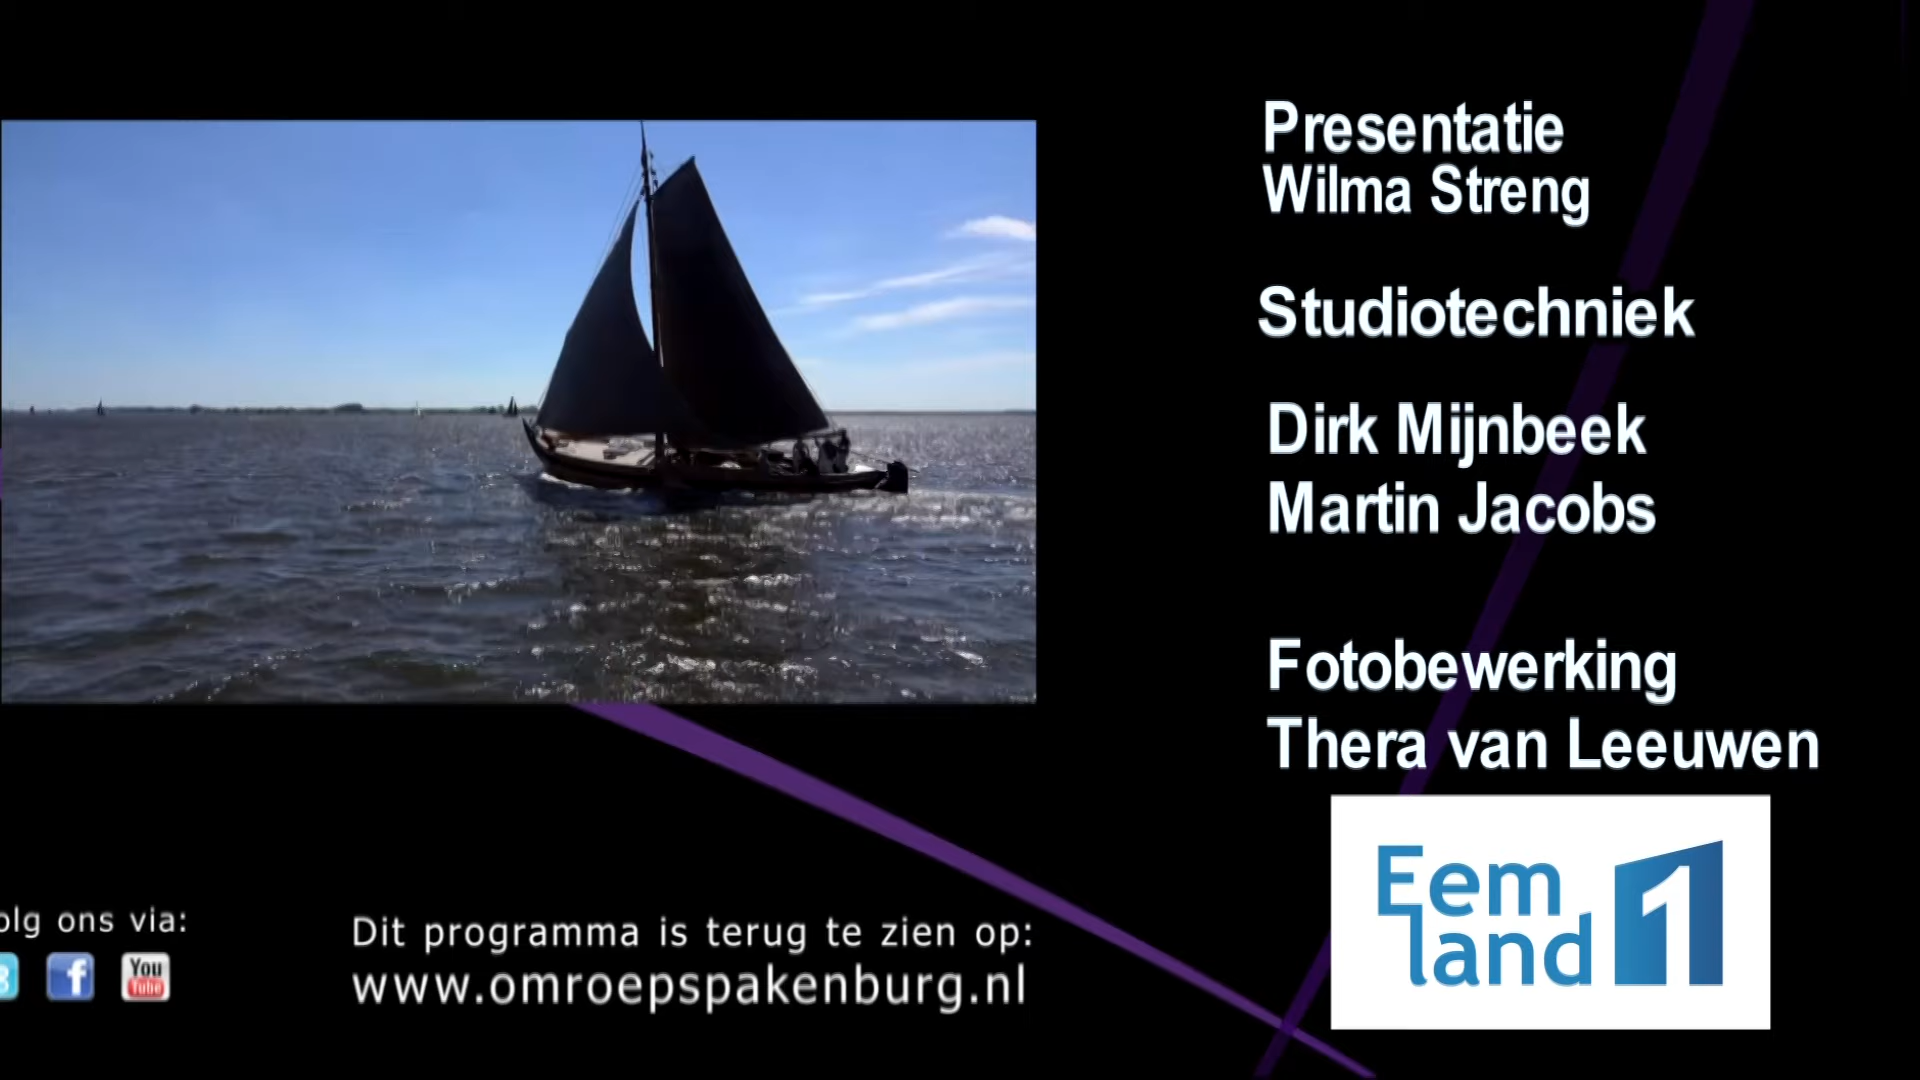 Presentatie
Wilma Streng
Studiotechniek
Dirk Mijnbeek
Martin Jacobs
Fotobewerking
Thera van Leeuwen
Eem
land 1
olg ons via:
f
You
Tube
Dit programma is terug te zien op:
www.omroepspakenburg.nl